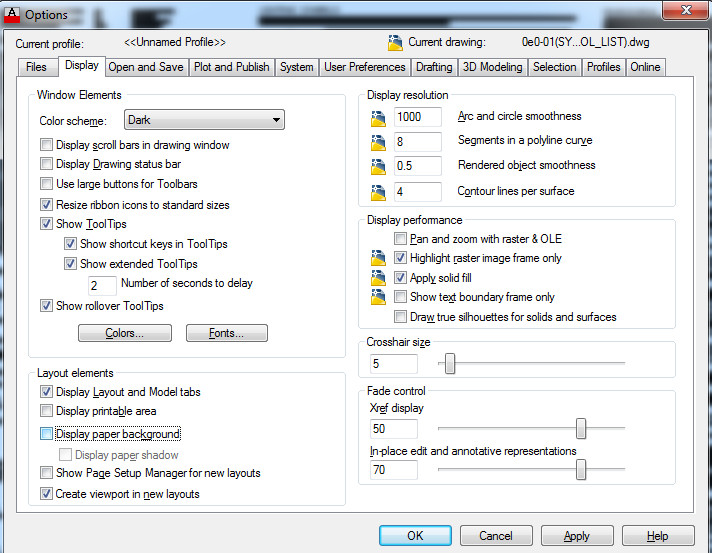 A Options
Current profile: <<Unnamed Profile>> Current drawing: 0e0-01(SY...OL_LIST).dwg
Files Display Open and Save Plot and Publish System User Preferences Drafting 3D Modeling Selection Profiles Online
Window Elements
Color scheme: Dark
Display scroll bars in drawing window
Display Drawing status bar
Use large buttons for Toolbars
Resize ribbon icons to standard sizes
Show ToolTips
Show shortcut keys in ToolTips
Show extended ToolTips
2 Number of seconds to delay
Show rollover ToolTips
Colors... Fonts...
Layout elements
Display Layout and Model tabs
Display printable area
Display paper background
Display paper shadow
Show Page Setup Manager for new layouts
Create viewport in new layouts
Display resolution
1000 Arc and circle smoothness
8 Segments in a polyline curve
0.5 Rendered object smoothness
4 Contour lines per surface
Display performance
Pan and zoom with raster & OLE
Highlight raster image frame only
Apply solid fill
Show text boundary frame only
Draw true silhouettes for solids and surfaces
Crosshair size
5
Fade control
Xref display
50
In-place edit and annotative representations
70
OK Cancel Apply Help